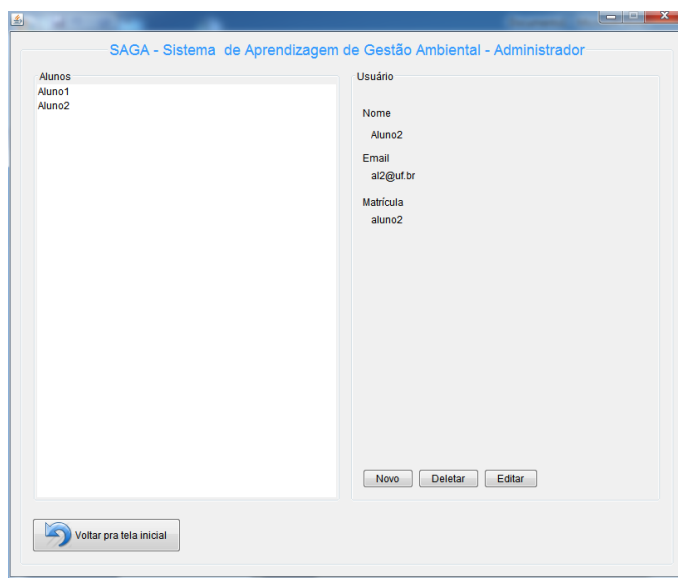 SAGA - Sistema de Aprendizagem de Gestão Ambiental - Administrador
Alunos
Aluno1
Aluno2
Usuário
Nome
Aluno2
Email
al2@uf.br
Matrícula
aluno2
Novo
Deletar
Editar
Voltar pra tela inicial